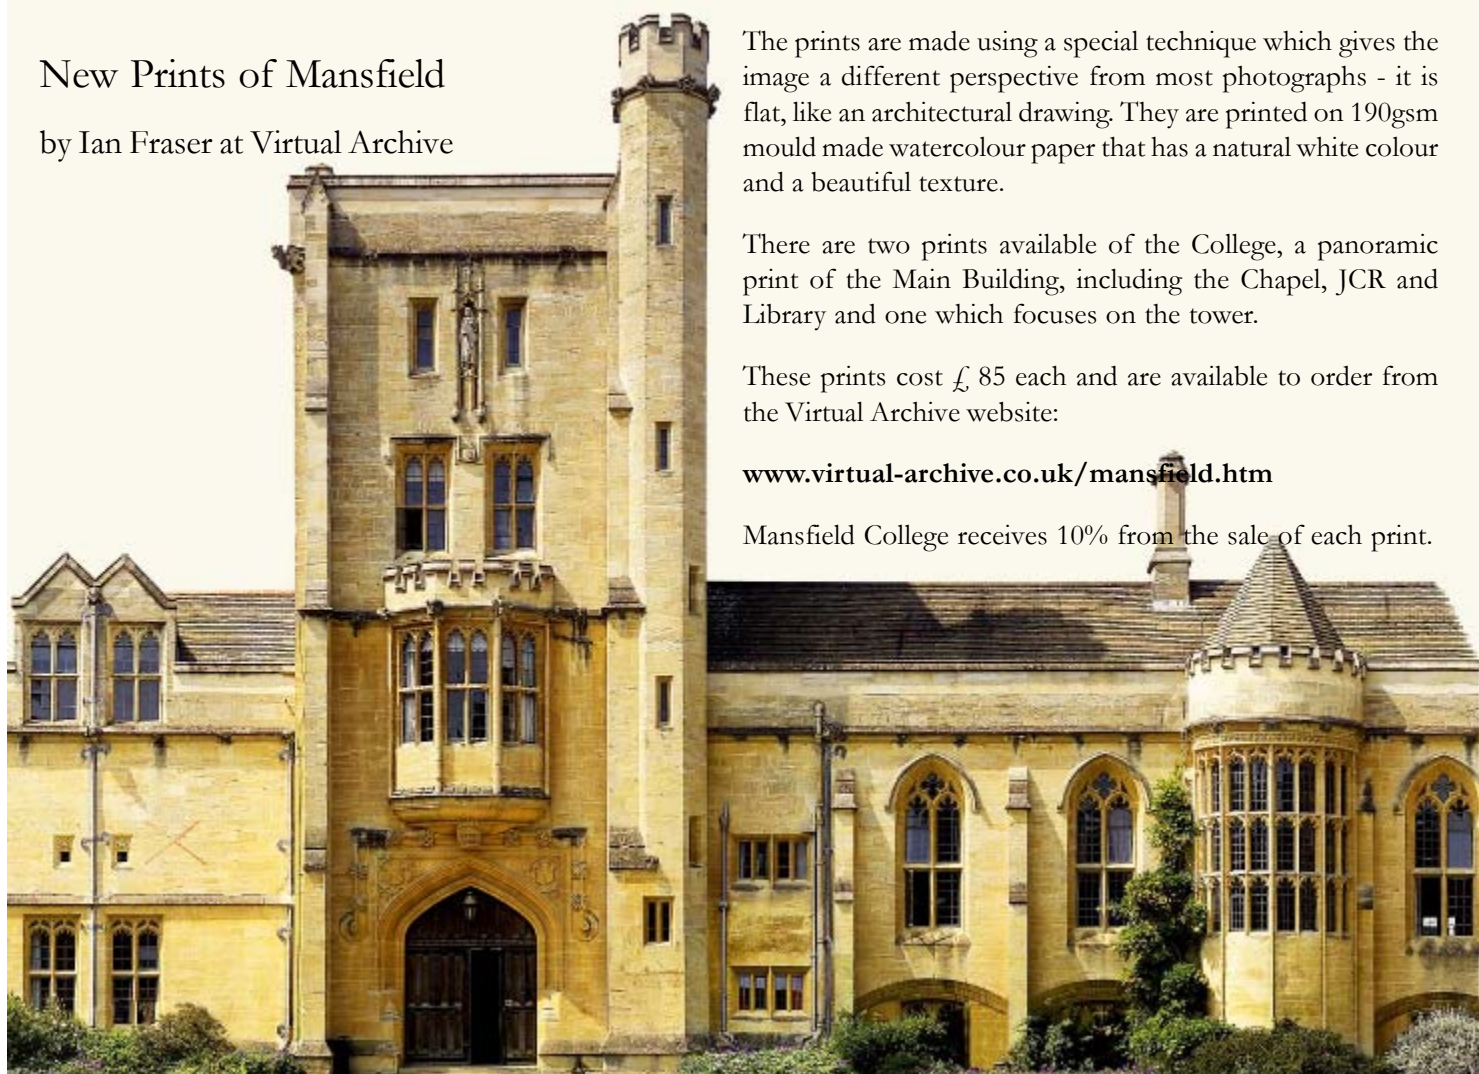 New Prints of Mansfield
by Ian Fraser at Virtual Archive
The prints are made using a special technique which gives the
image a different perspective from most photographs - it is
flat, like an architectural drawing. They are printed on 190gsm
mould made watercolour paper that has a natural white colour
and a beautiful texture.
There are two prints available of the College, a panoramic
print of the Main Building, including the Chapel, JCR and
Library and one which focuses on the tower.
These prints cost £ 85 each and are available to order from
the Virtual Archive website:
www.virtual-archive.co.uk/mansfield.htm
Mansfield College receives 10% from the sale of each print.